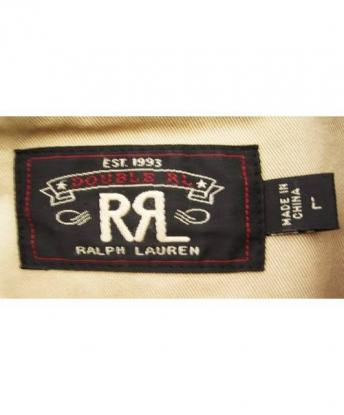 EST. 1993
DOUBLE RL
RRL
RALPH LAUREN
MADE IN
CHINA
L